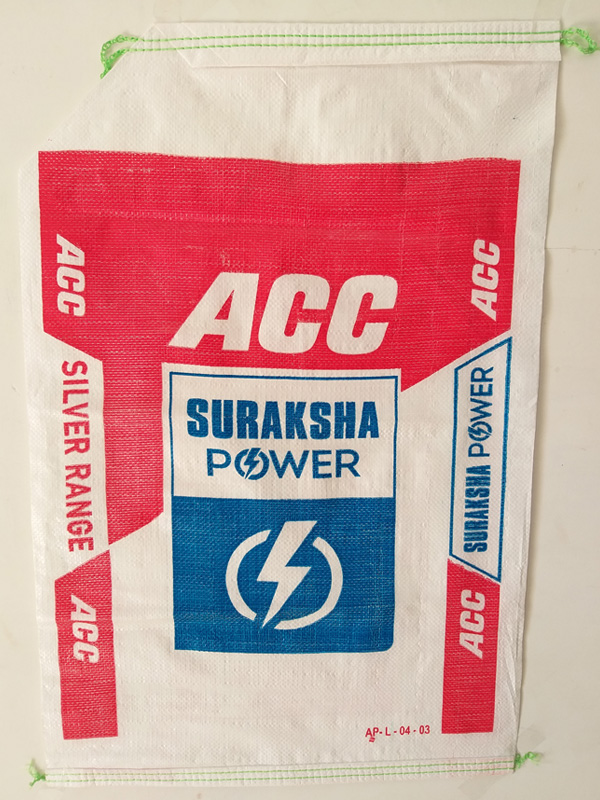 ACC
ACC
ACC
SILVER RANGE
SURAKSHA
POWER
SURAKSHA POWER
ACC
ACC
AP-L-04-03